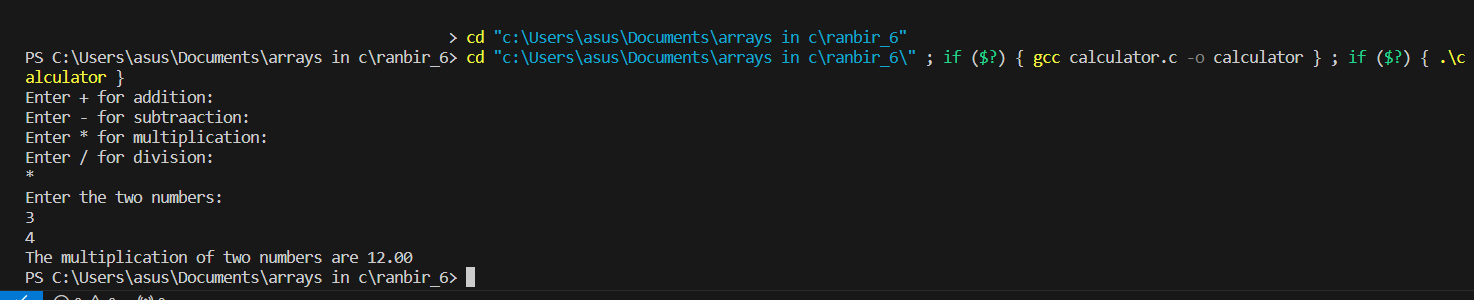 > cd "c:\Users\asus\Documents\arrays in c\ranbir_6"
PS C:\Users\asus\Documents\arrays in c\ranbir_6> cd "c:\Users\asus\Documents\arrays in c\ranbir_6\" ; if ($?) { gcc calculator.c -o calculator } ; if ($?) { .\c
alculator }
Enter + for addition:
Enter - for subtraaction:
Enter * for multiplication:
Enter / for division:
*
Enter the two numbers:
3
4
The multiplication of two numbers are 12.00
PS C:\Users\asus\Documents\arrays in c\ranbir_6>